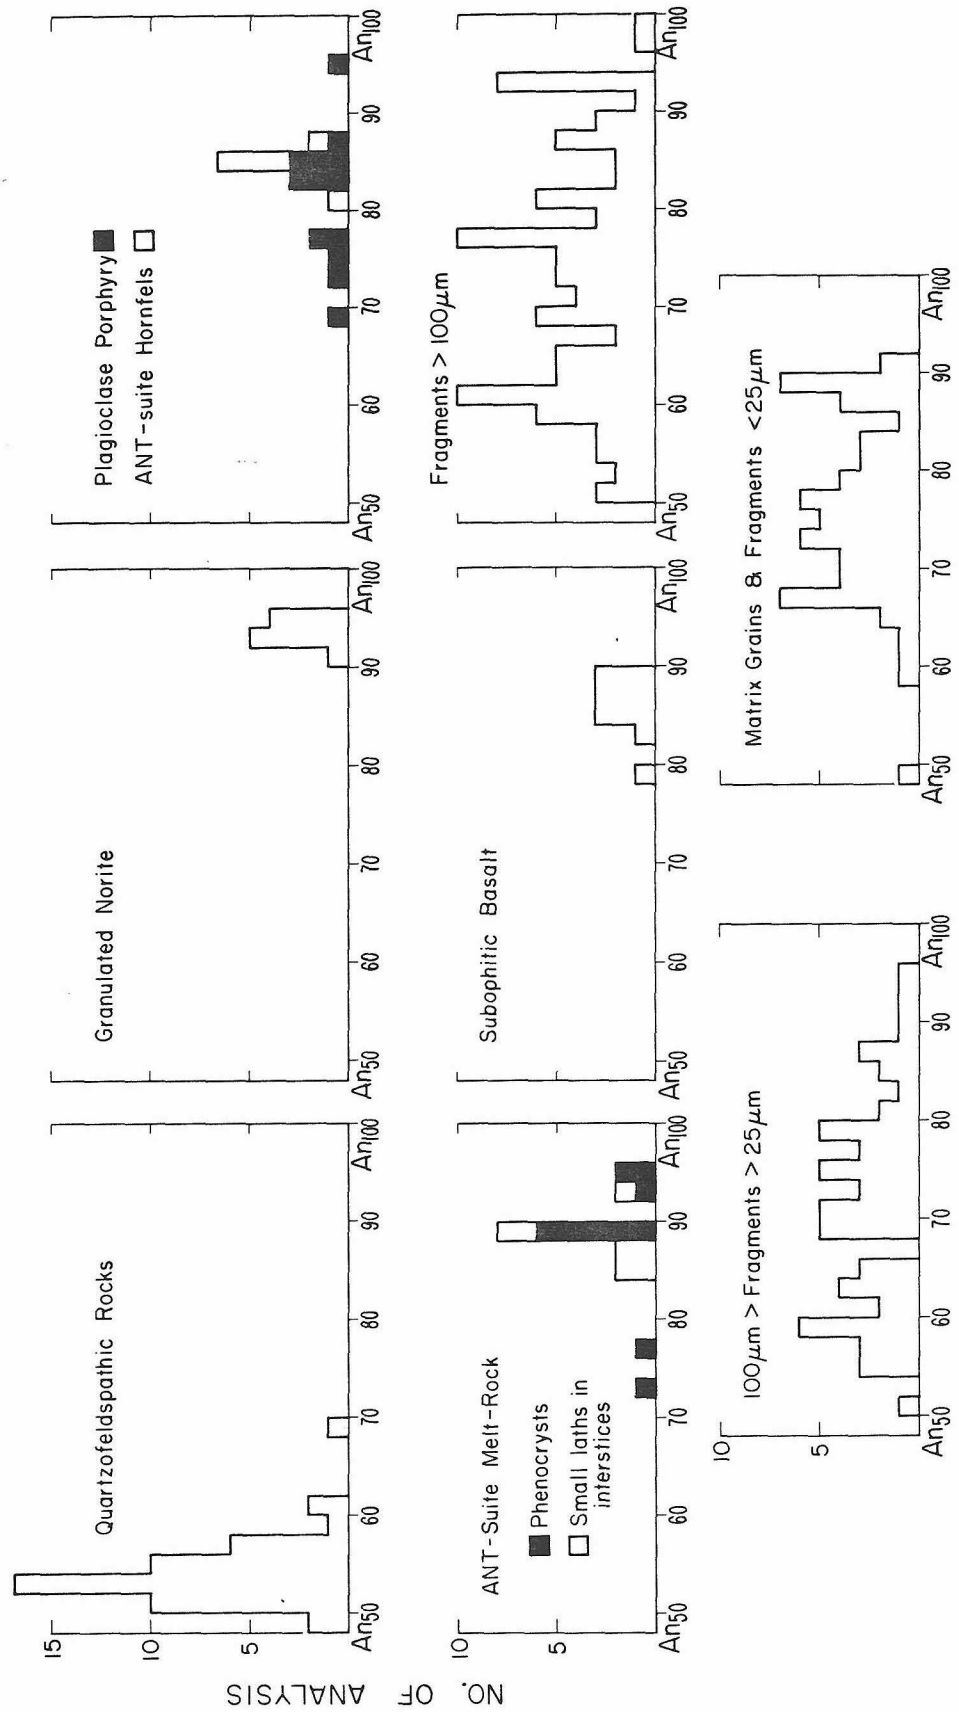 NO. OF ANALYSIS
Quartzofeldspathic Rocks
15
10
5
An50 60 70 80 90 An100
Granulated Norite
An50 60 70 80 90 An100
Plagioclase Porphyry
ANT-suite Hornfels
An50 60 70 80 90 An100
ANT-Suite Melt-Rock
Phenocrysts
Small laths in
interstices
10
5
An50 60 70 80 90 An100
Subophitic Basalt
An50 60 70 80 90 An100
Fragments > 100μm
An50 60 70 80 90 An100
100μm > Fragments > 25μm
10
5
An50 60 70 80 90 An100
Matrix Grains & Fragments <25μm
An50 60 70 80 90 An100